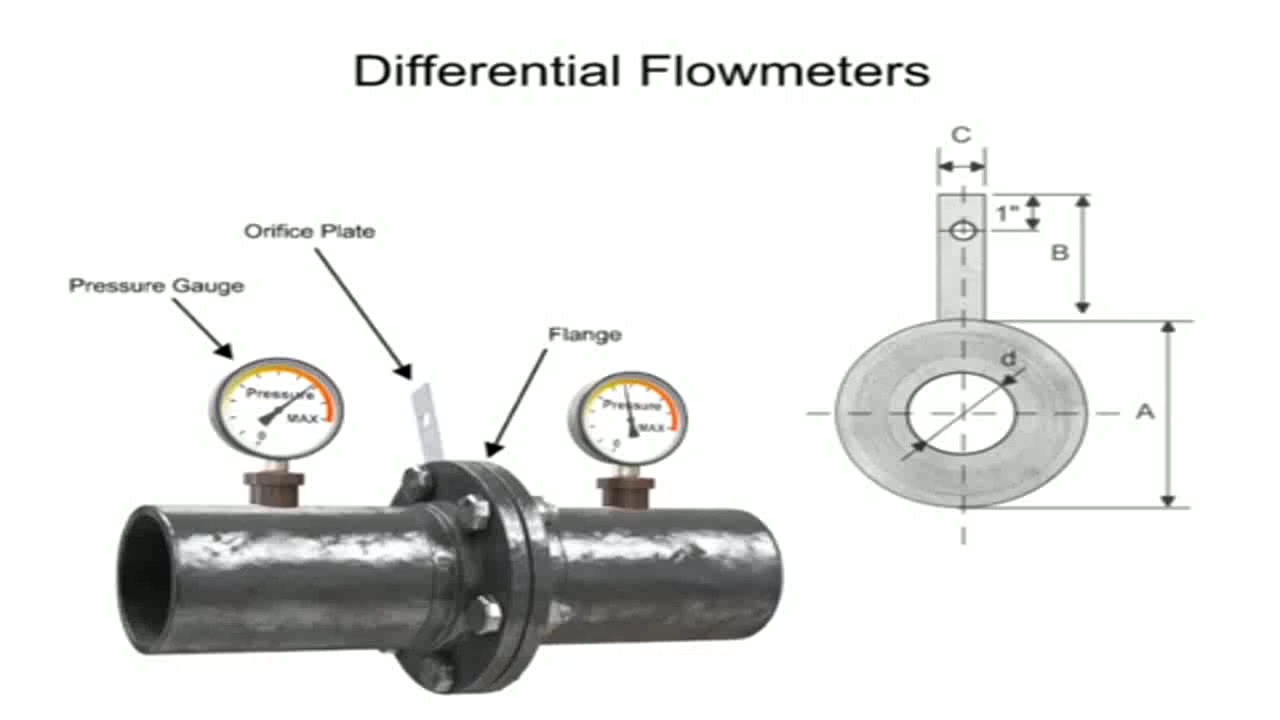 Differential Flowmeters
C
1"
B
Orifice Plate
Pressure Gauge
Flange
d
A
Pressure
MAX
0
Pressure
MAX
0